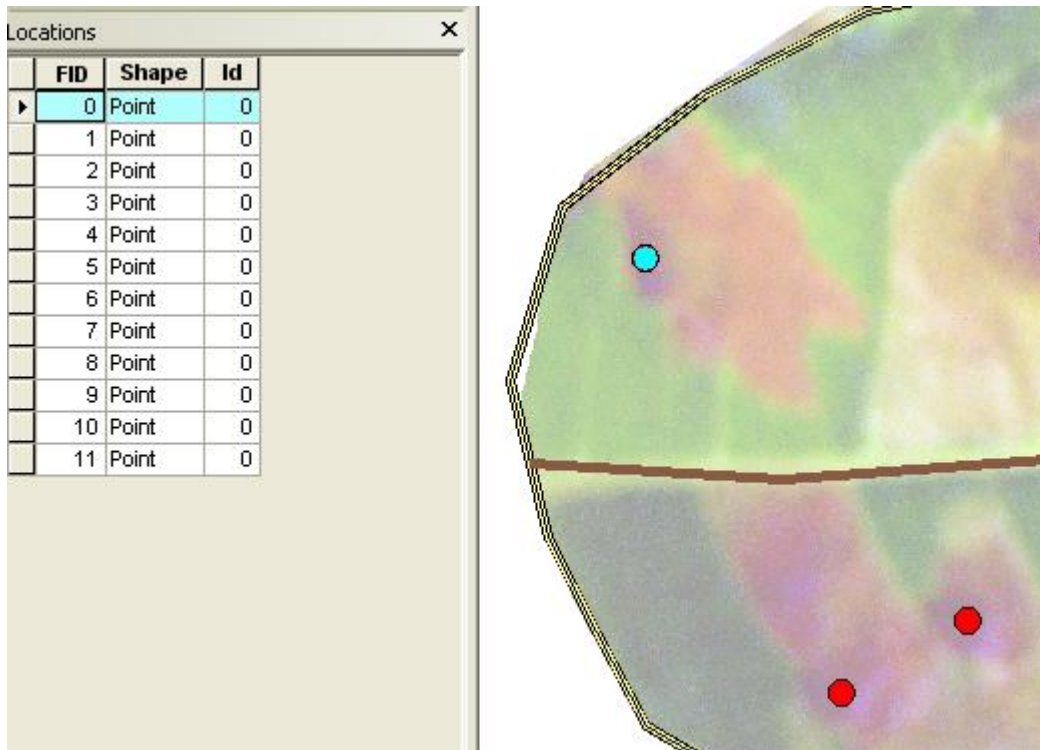 Locations
FID Shape Id
0 Point 0
1 Point 0
2 Point 0
3 Point 0
4 Point 0
5 Point 0
6 Point 0
7 Point 0
8 Point 0
9 Point 0
10 Point 0
11 Point 0